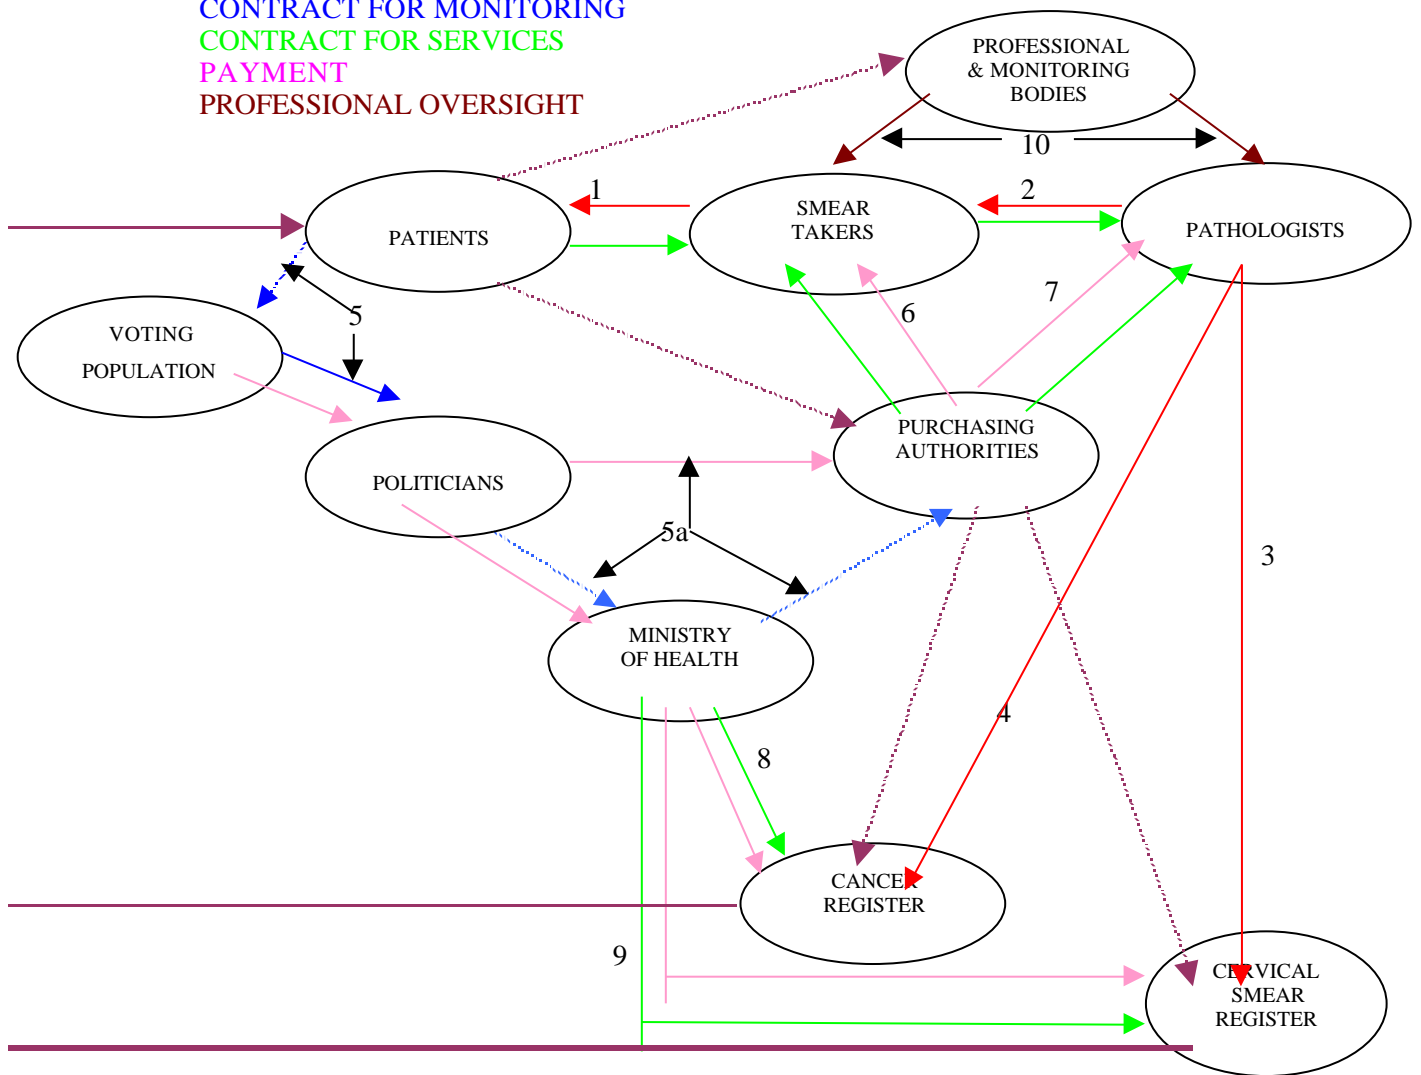 CONTRACT FOR MONITORING
CONTRACT FOR SERVICES
PAYMENT
PROFESSIONAL OVERSIGHT
PROFESSIONAL
& MONITORING
BODIES
10
1
2
PATIENTS
SMEAR
TAKERS
PATHOLOGISTS
5
6
7
VOTING
POPULATION
PURCHASING
AUTHORITIES
POLITICIANS
5a
3
MINISTRY
OF HEALTH
4
8
CANCER
REGISTER
9
CERVICAL
SMEAR
REGISTER